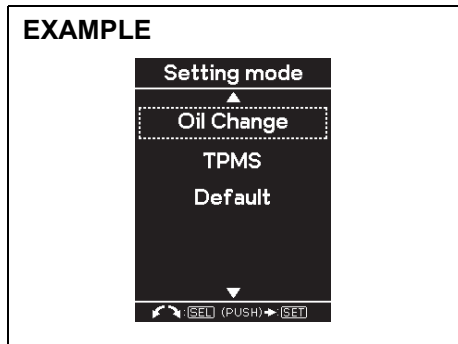 EXAMPLE
Setting mode
Oil Change
TPMS
Default
:SEL (PUSH) :SET